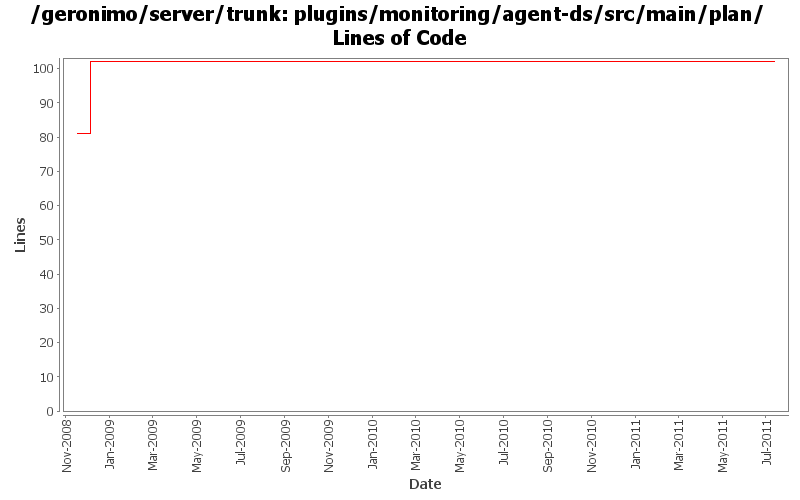 /geronimo/server/trunk: plugins/monitoring/agent-ds/src/main/plan/
Lines of Code
100
90
80
70
60
50
40
30
20
10
0
Lines
Nov-2008
Jan-2009
Mar-2009
May-2009
Jul-2009
Sep-2009
Nov-2009
Jan-2010
Mar-2010
May-2010
Jul-2010
Sep-2010
Nov-2010
Jan-2011
Mar-2011
May-2011
Jul-2011
Date